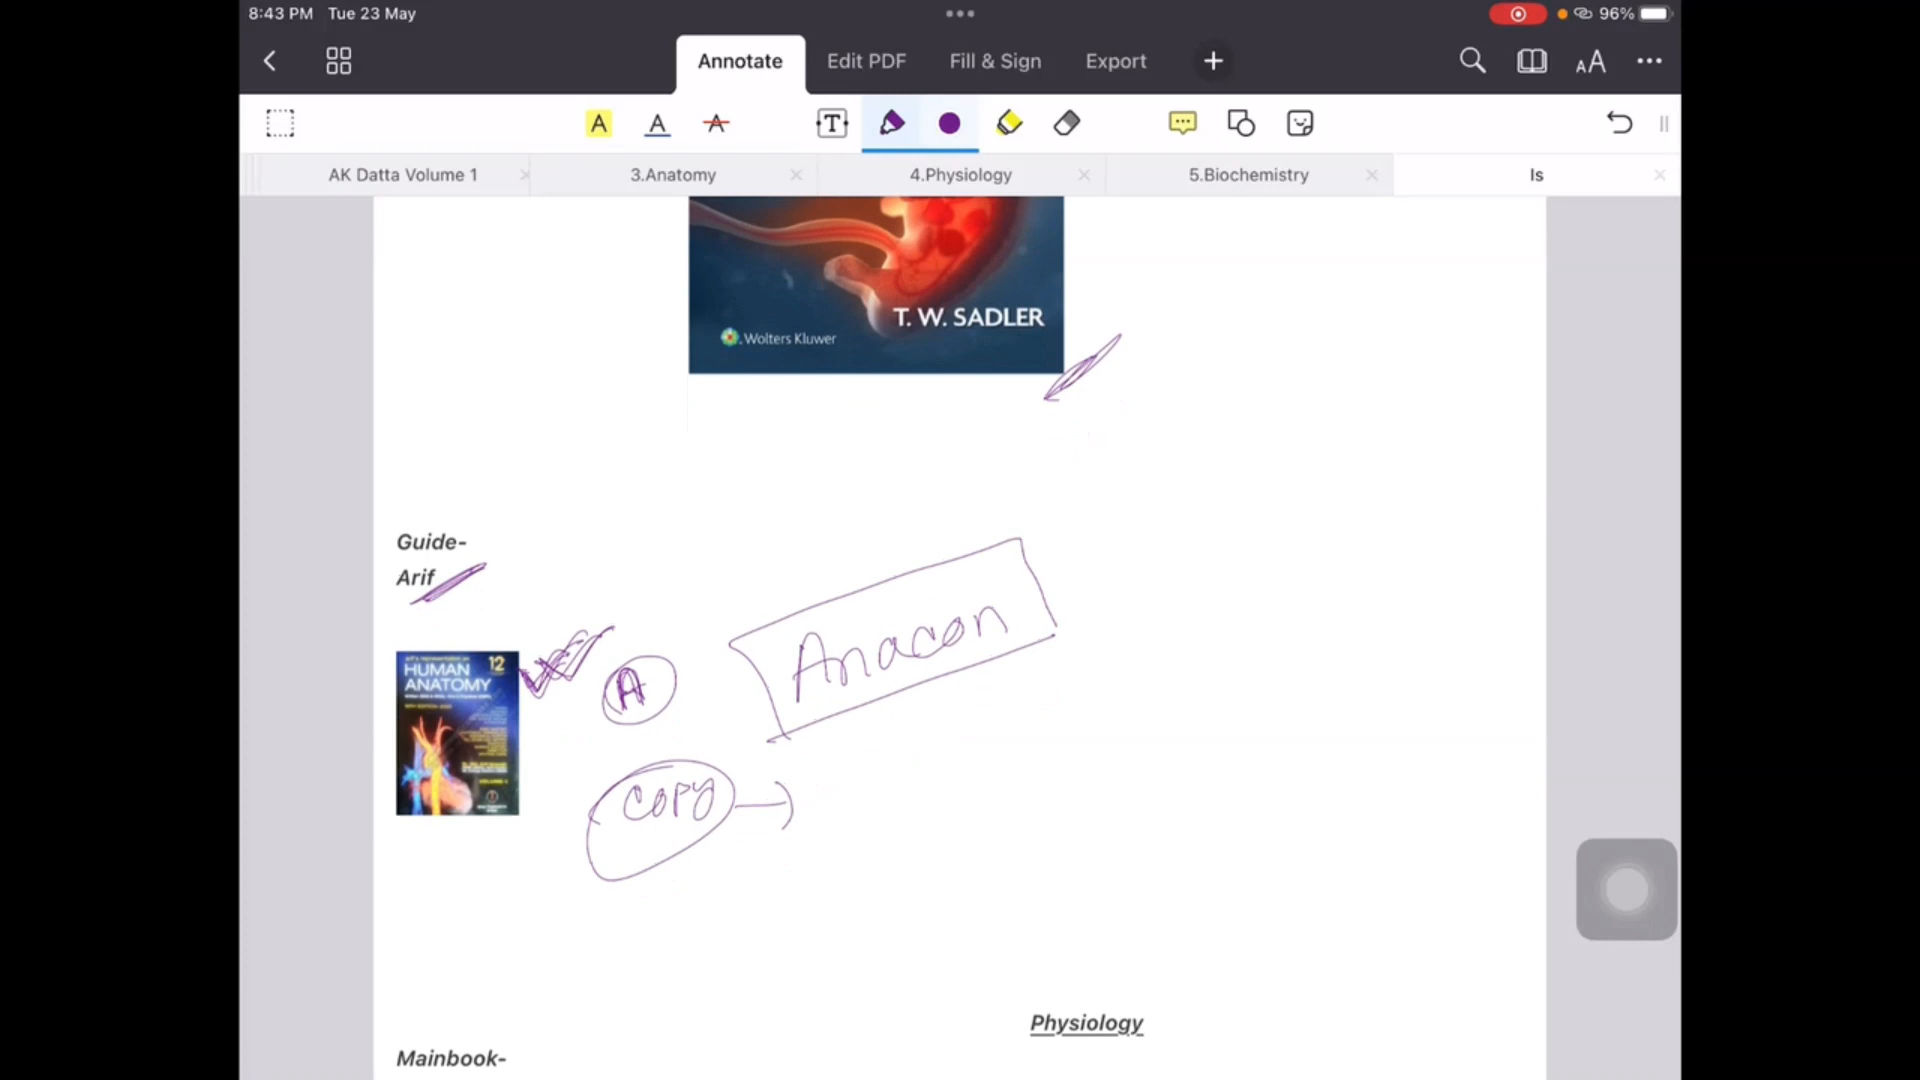 8:43 PM Tue 23 May
96%
Annotate Edit PDF Fill & Sign Export
AA
A A A T
AK Datta Volume 1 3.Anatomy 4.Physiology 5.Biochemistry Is
T. W. SADLER
Wolters Kluwer
Guide-
Arif
12
HUMAN
ANATOMY
A
Anacon
copy
Physiology
Mainbook-